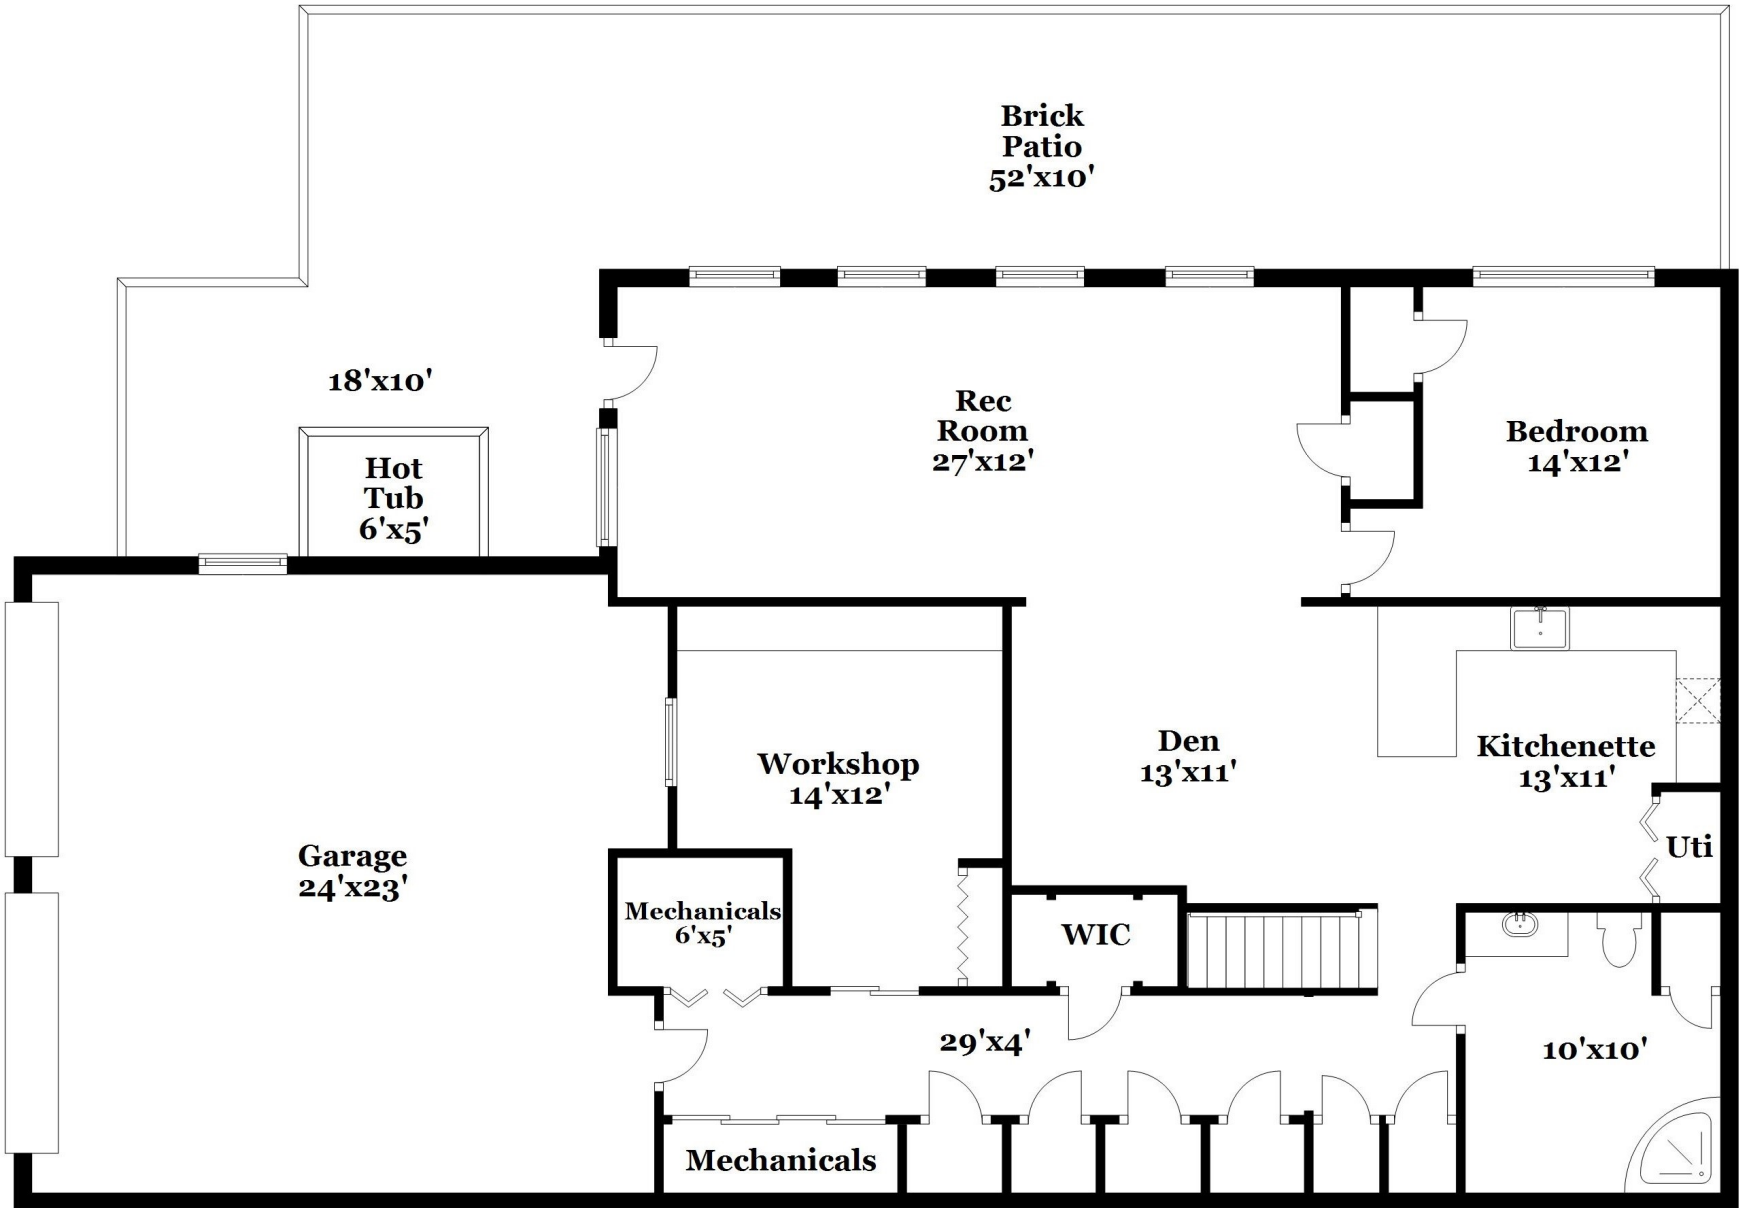 Brick
Patio
52'x10'
18'x10'
Hot
Tub
6'x5'
Rec
Room
27'x12'
Bedroom
14'x12'
Workshop
14'x12'
Den
13'x11'
Kitchenette
13'x11'
Uti
Garage
24'x23'
Mechanicals
6'x5'
WIC
29'x4'
10'x10'
Mechanicals